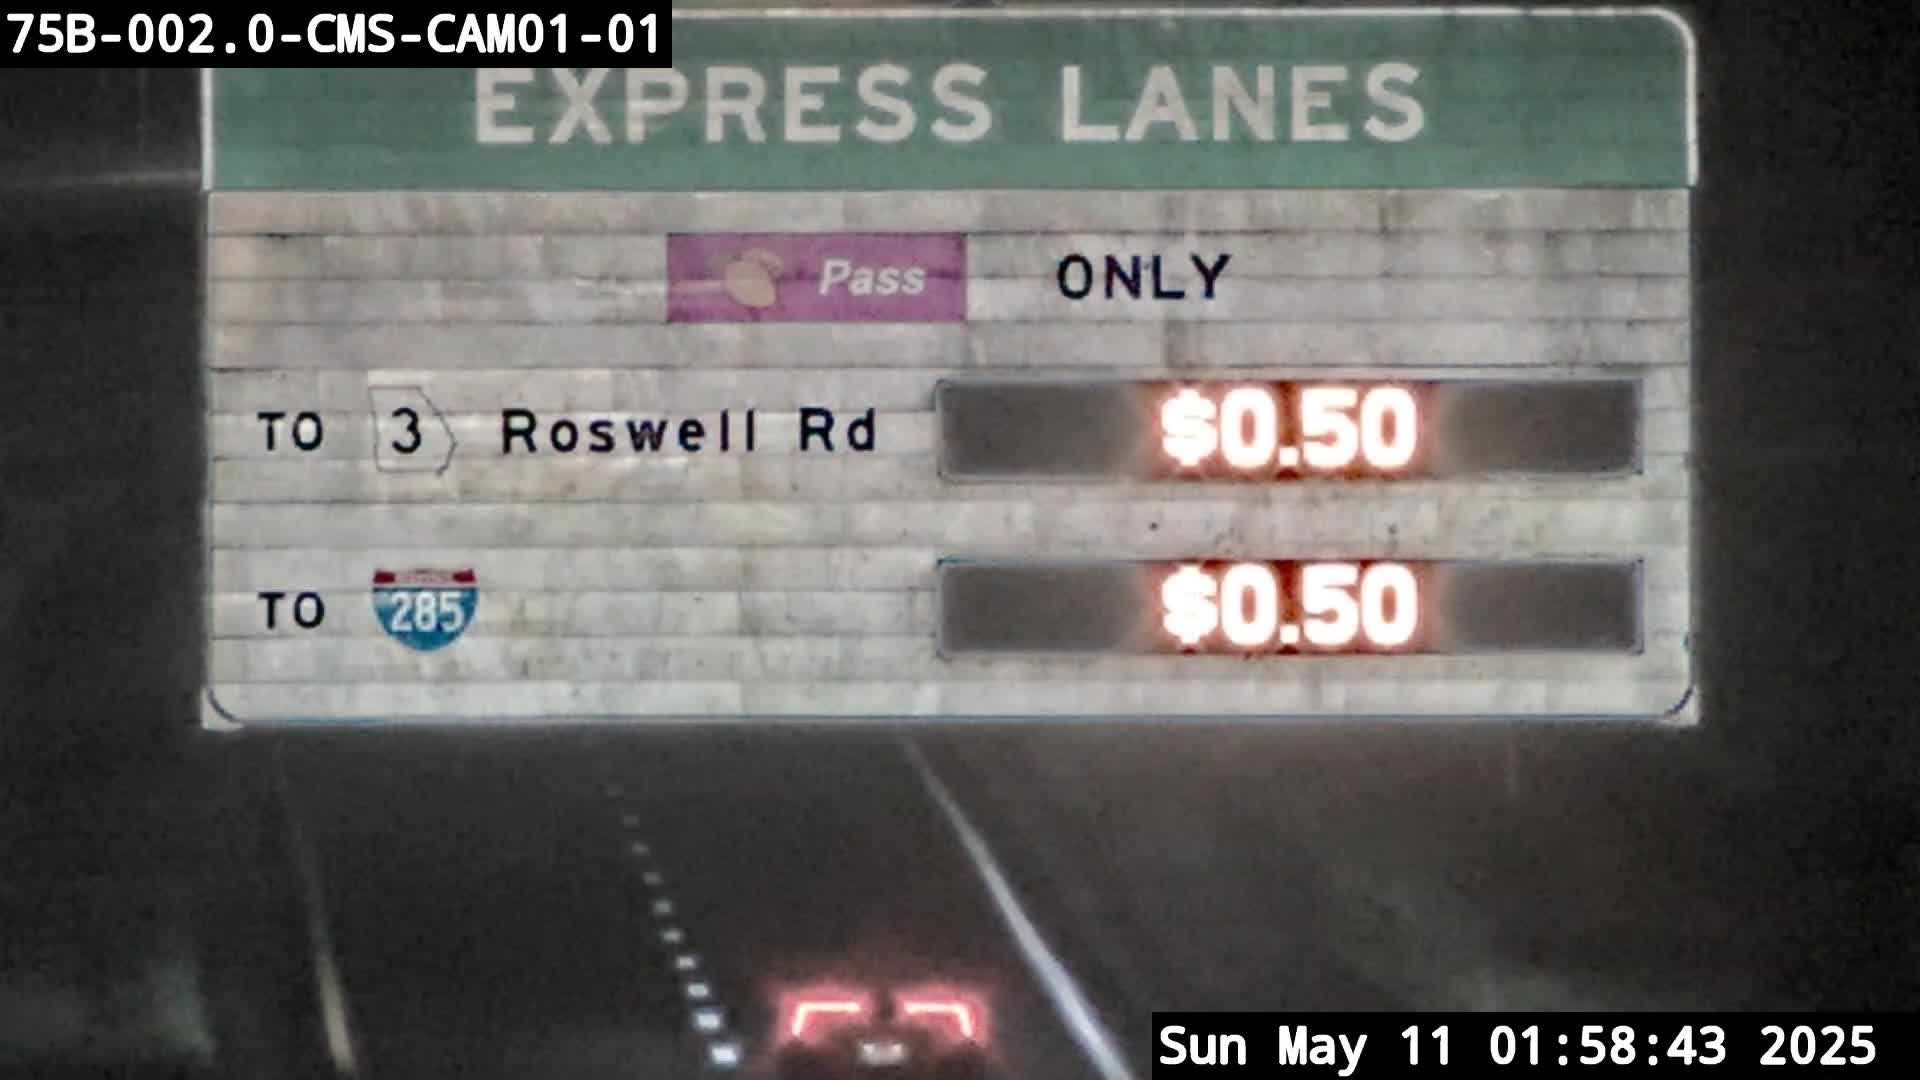 75B-002.0-CMS-CAM01-01
EXPRESS LANES
Pass ONLY
TO 3 Roswell Rd $0.50
TO 285 $0.50
Sun May 11 01:58:43 2025